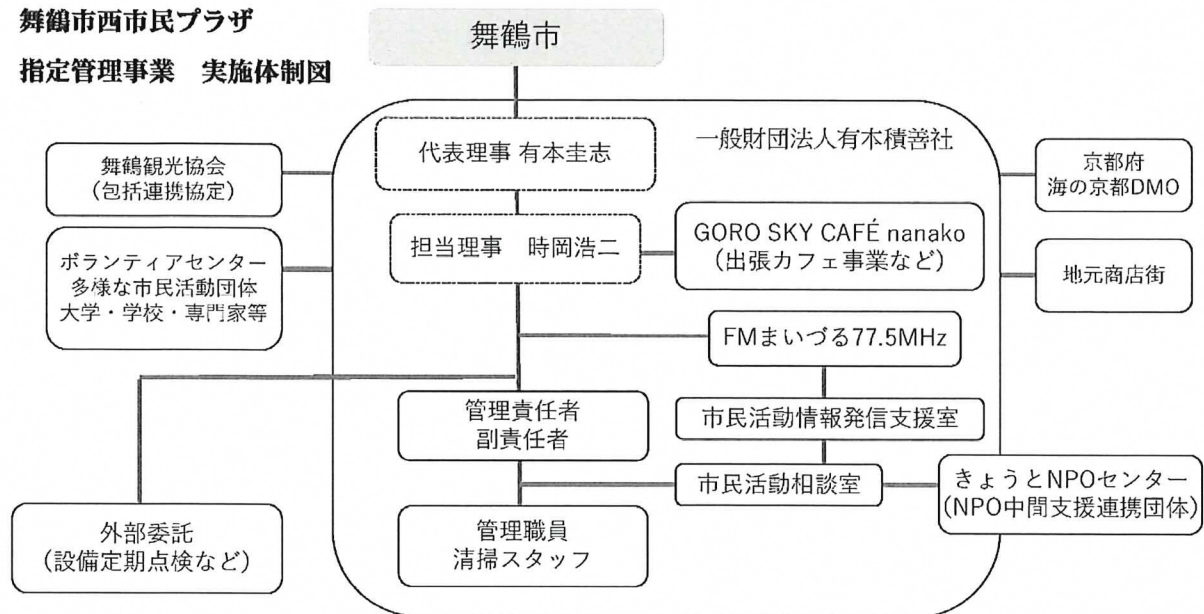 舞鶴市西市民プラザ
指定管理事業　実施体制図
舞鶴市
一般財団法人有本積善社
代表理事 有本圭志
担当理事　時岡浩二
GORO SKY CAFÉ nanako
(出張カフェ事業など)
舞鶴観光協会
(包括連携協定)
ボランティアセンター
多様な市民活動団体
大学・学校・専門家等
京都府
海の京都DMO
地元商店街
FMまいづる77.5MHz
管理責任者
副責任者
市民活動情報発信支援室
市民活動相談室
きょうとNPOセンター
(NPO中間支援連携団体)
外部委託
(設備定期点検など)
管理職員
清掃スタッフ